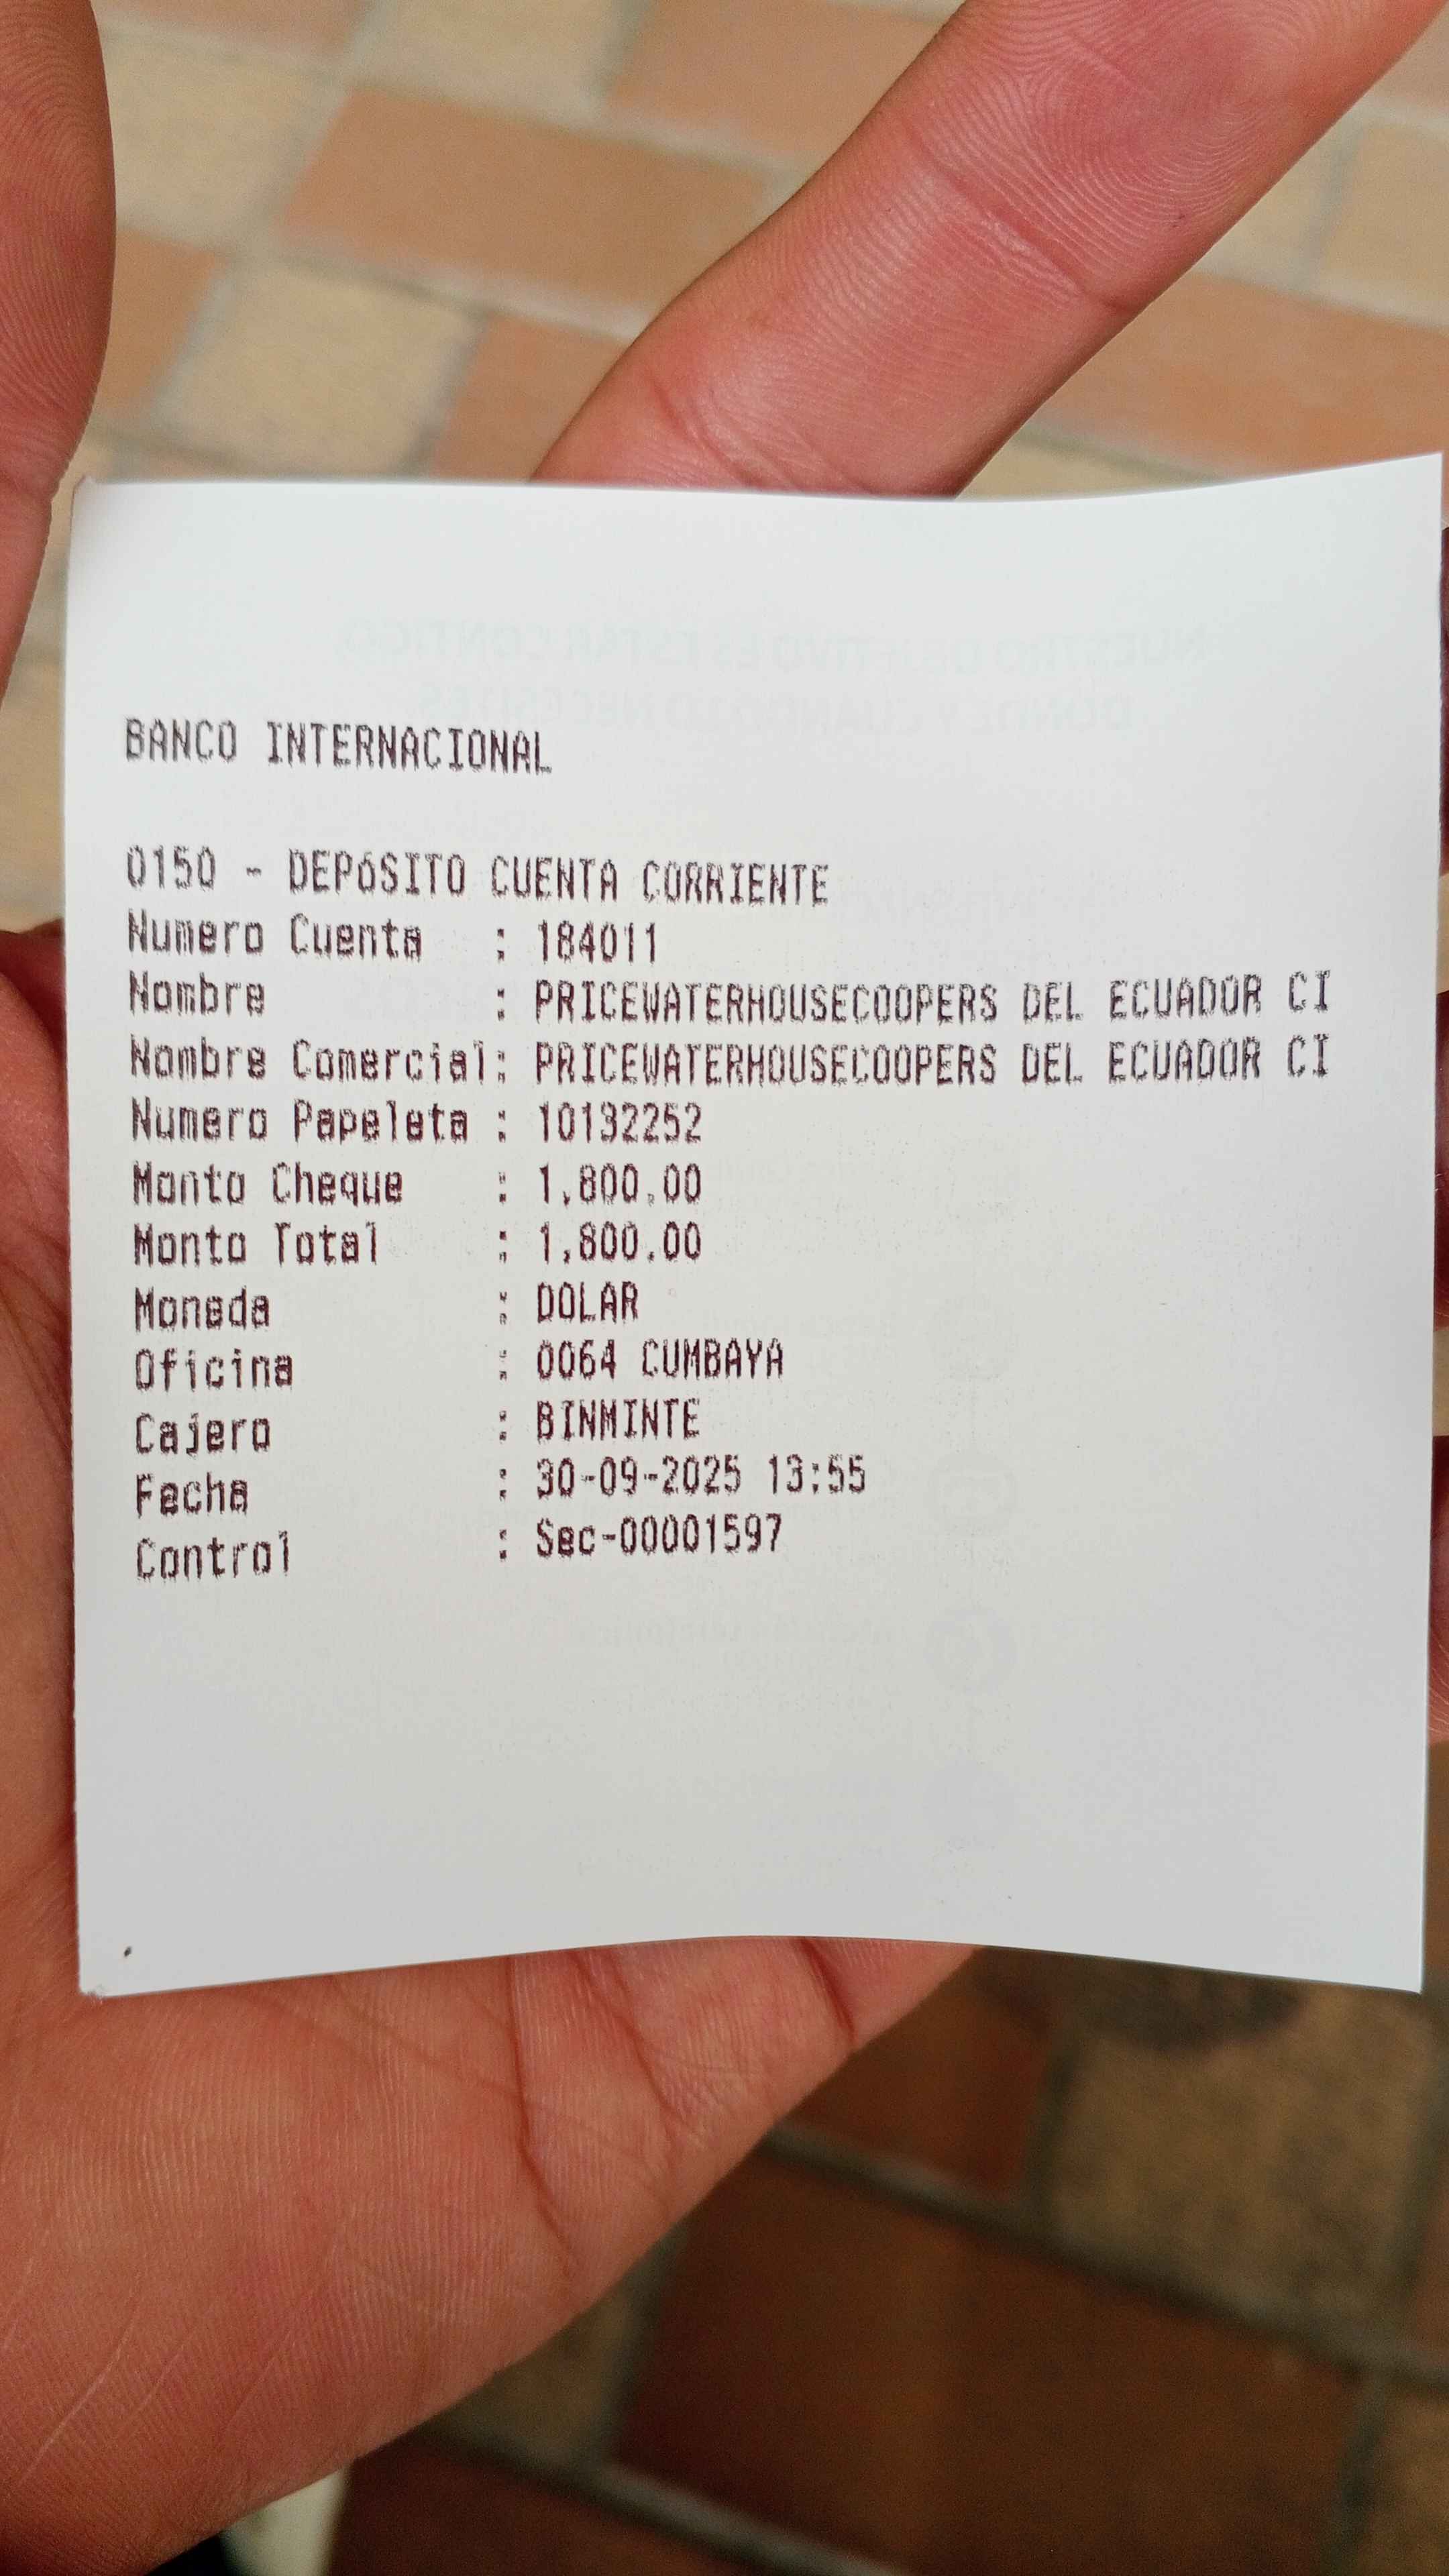 BANCO INTERNACIONAL
0150 - DEPóSITO CUENTA CORRIENTE
Numero Cuenta : 184011
Nombre : PRICEWATERHOUSECOOPERS DEL ECUADOR CI
Nombre Comercial: PRICEWATERHOUSECOOPERS DEL ECUADOR CI
Numero Papeleta : 10132252
Monto Cheque : 1,800.00
Monto Total : 1,800.00
Moneda : DOLAR
Oficina : 0064 CUMBAYA
Cajero : BINMINTE
Fecha : 30-09-2025 13:55
Control : Sec-00001597